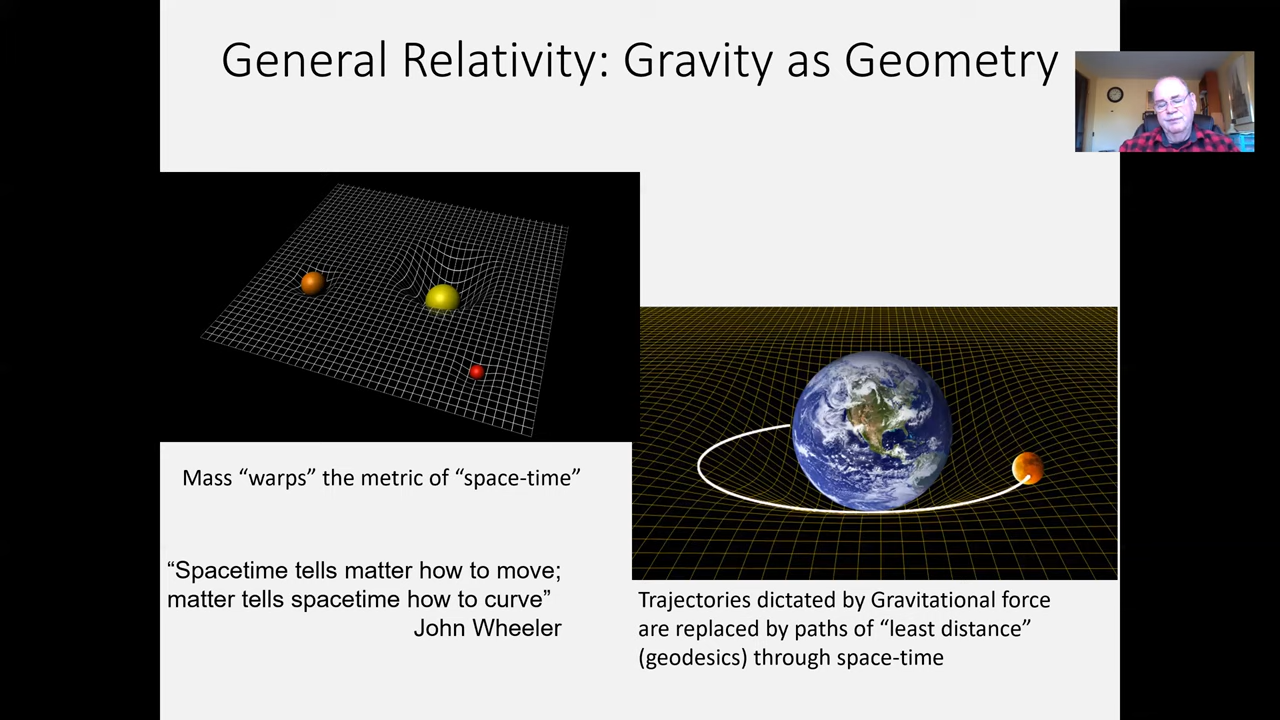 General Relativity: Gravity as Geometry
Mass “warps” the metric of “space-time”
“Spacetime tells matter how to move;
matter tells spacetime how to curve”
John Wheeler
Trajectories dictated by Gravitational force
are replaced by paths of “least distance”
(geodesics) through space-time